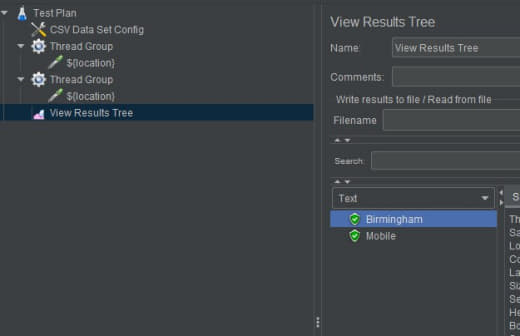 Test Plan
CSV Data Set Config
Thread Group
${location}
Thread Group
${location}
View Results Tree
View Results Tree
Name: View Results Tree
Comments:
Write results to file / Read from file
Filename
Search:
Text
Birmingham
Mobile
S
Th
Sa
Lo
Co
La
Siz
Se
He
Bo